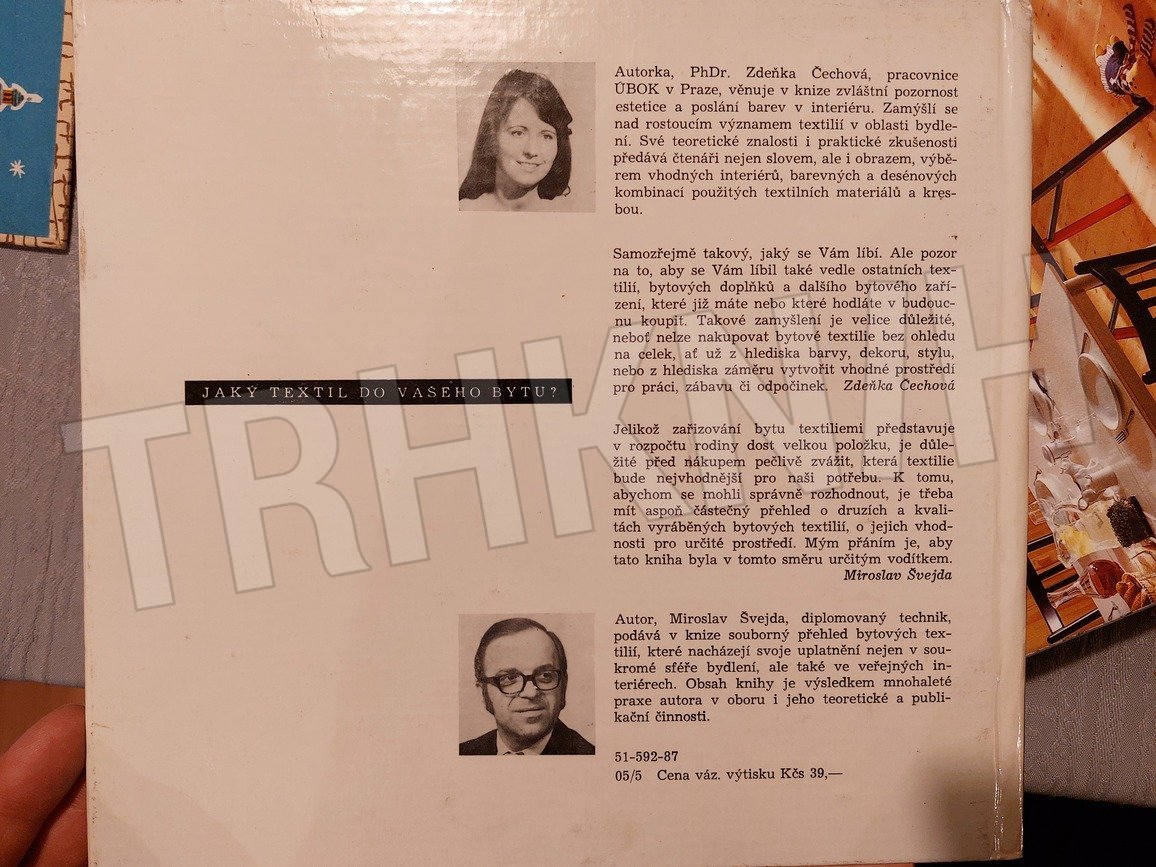 Autorka, PhDr. Zdeňka Čechová, pracovnice
ÚBOK v Praze, věnuje v knize zvláštní pozornost
estetice a poslání barev v interiéru. Zamýšlí se
nad rostoucím významem textilií v oblasti bydle-
ní. Své teoretické znalosti i praktické zkušenosti
předává čtenáři nejen slovem, ale i obrazem, výbě-
rem vhodných interiérů, barevných a desénových
kombinací použitých textilních materiálů a kres-
bou.
Samozřejmě takový, jaký se Vám líbí. Ale pozor
na to, aby se Vám líbil také vedle ostatních tex-
tilií, bytových doplňků a dalšího bytového zaří-
zení, které již máte nebo které hodláte v budouc-
nu koupit. Takové zamyšlení je velice důležité,
neboť nelze nakupovat bytové textilie bez ohledu
na celek, ať už z hlediska barvy, dekoru, stylu,
nebo z hlediska záměru vytvořit vhodné prostředí
pro práci, zábavu či odpočinek. Zdeňka Čechová
JAKÝ TEXTIL DO VAŠEHO BYTU?
Jelikož zařizování bytu textiliemi představuje
v rozpočtu rodiny dost velkou položku, je důle-
žité před nákupem pečlivě zvážit, která textilie
bude nejvhodnější pro naši potřebu. K tomu,
abychom se mohli správně rozhodnout, je třeba
mít aspoň částečný přehled o druzích a kvali-
tách vyráběných bytových textilií, o jejich vhod-
nosti pro určité prostředí. Mým přáním je, aby
tato kniha byla v tomto směru určitým vodítkem.
Miroslav Švejda
Autor, Miroslav Švejda, diplomovaný technik,
podává v knize souborný přehled bytových tex-
tilií, které nacházejí svoje uplatnění nejen v sou-
kromé sféře bydlení, ale také ve veřejných in-
teriérech. Obsah knihy je výsledkem mnohaleté
praxe autora v oboru i jeho teoretické a publi-
kační činnosti.
51-592-87
05/5 Cena váz. výtisku Kčs 39,—
TRHKNIH